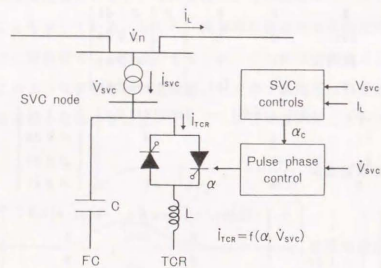 i̇L
V̇n
V̇SVC
i̇SVC
SVC node
SVC
controls
VSVC
IL
i̇TCR
αc
Pulse phase
control
V̇SVC
α
C
L
i̇TCR=f(α, V̇SVC)
FC
TCR